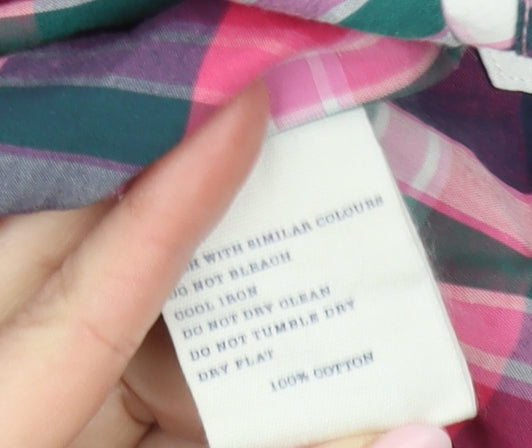 WITH SIMILAR COLOURS
DO NOT BLEACH
COOL IRON
DO NOT DRY CLEAN
DO NOT TUMBLE DRY
DRY FLAT
100% COTTON